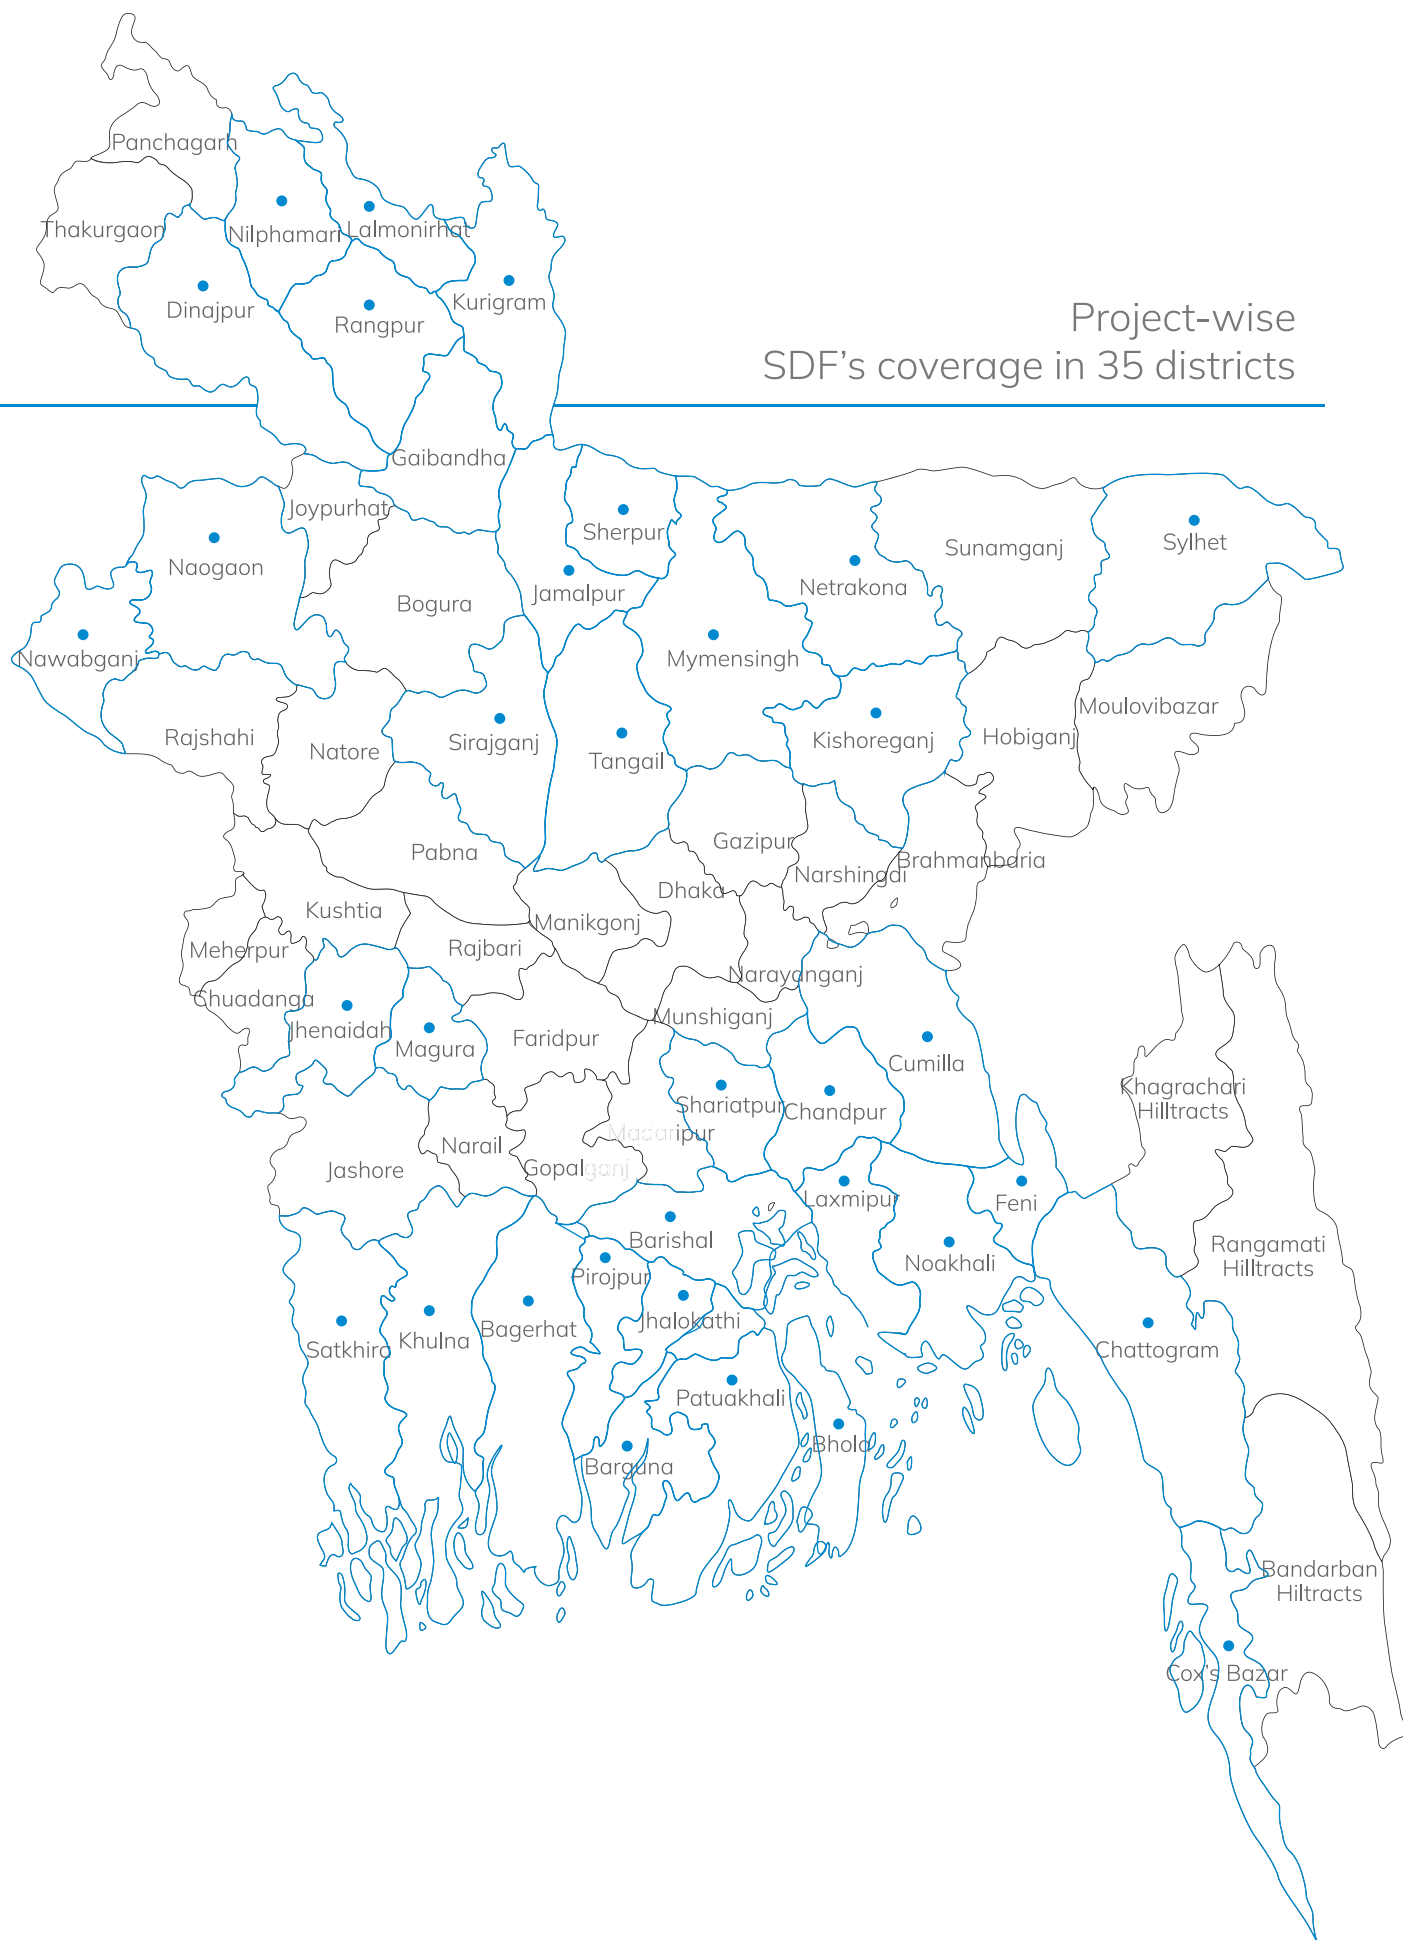 Panchagarh
Thakurgaon
Nilphamari
Lalmonirhat
Dinajpur
Rangpur
Kurigram
Project-wise
SDF's coverage in 35 districts
Gaibandha
Joypurhat
Sherpur
Sunamganj
Sylhet
Naogaon
Netrakona
Jamalpur
Bogura
Nawabganj
Mymensingh
Moulovibazar
Rajshahi
Natore
Sirajganj
Tangail
Kishoreganj
Hobiganj
Pabna
Gazipur
Brahmanbaria
Narshingdi
Dhaka
Kushtia
Manikgonj
Meherpur
Rajbari
Narayanganj
Chuadanga
Jhenaidah
Munshiganj
Magura
Faridpur
Cumilla
Khagrachari
Hilltracts
Shariatpur
Chandpur
Madaripur
Narail
Jashore
Gopalganj
Laxmipur
Feni
Barishal
Noakhali
Rangamati
Hilltracts
Pirojpur
Jhalokathi
Bagerhat
Khulna
Satkhira
Chattogram
Patuakhali
Bhola
Barguna
Bandarban
Hiltracts
Cox's Bazar